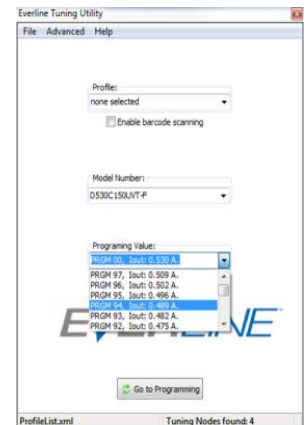 Everline Tuning Utility
File Advanced Help
Profile:
none selected
Enable barcode scanning
Model Number:
D530C150UVT-F
Programing Value:
PRGM 00, Iout: 0.530 A.
PRGM 97, Iout: 0.509 A.
PRGM 96, Iout: 0.502 A.
PRGM 95, Iout: 0.496 A.
PRGM 94, Iout: 0.489 A.
PRGM 93, Iout: 0.482 A.
PRGM 92, Iout: 0.475 A.
Go to Programming
ProfileList.xml Tuning Nodes found: 4